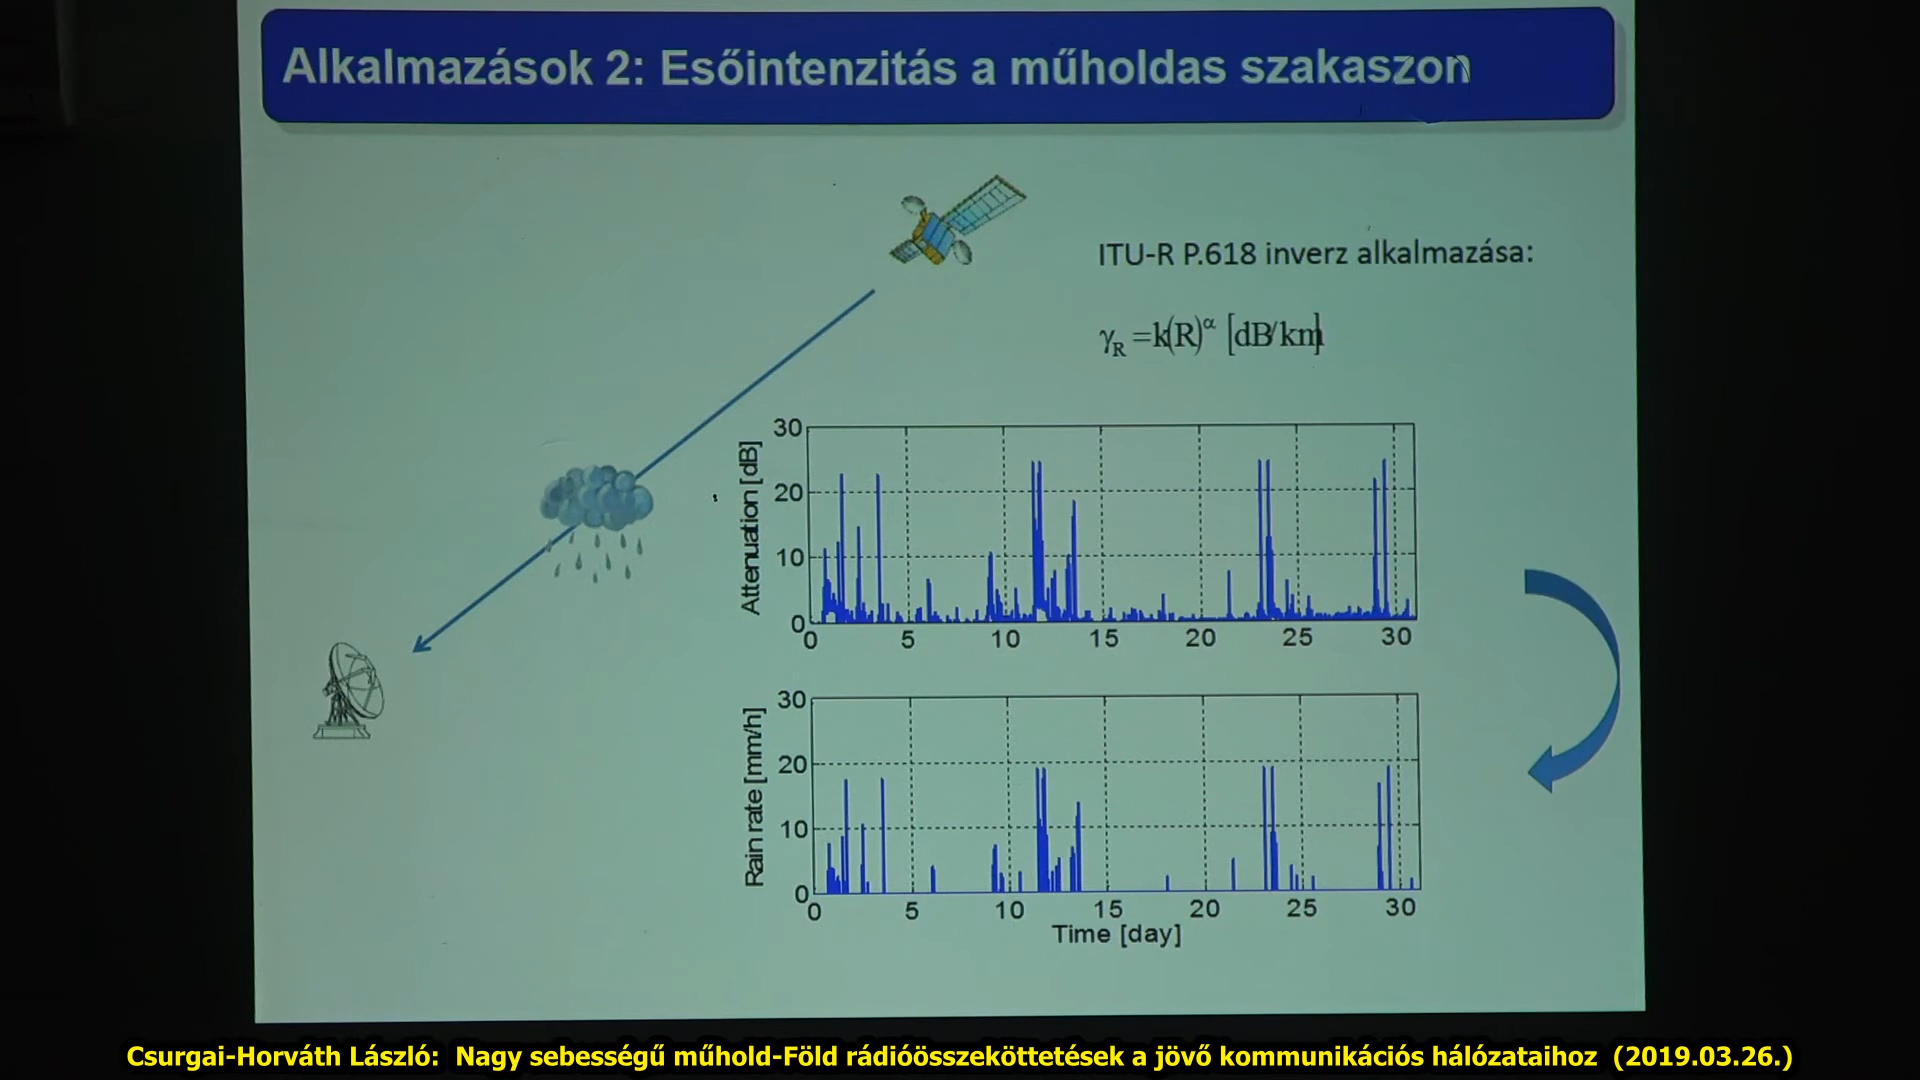 Alkalmazások 2: Esőintenzitás a műholdas szakaszon
ITU-R P.618 inverz alkalmazása:
γR =k(R)α [dB/km]
Attenuation [dB]
30
20
10
0
0 5 10 15 20 25 30
Rain rate [mm/h]
30
20
10
0
0 5 10 15 20 25 30
Time [day]
Csurgai-Horváth László: Nagy sebességű műhold-Föld rádióösszeköttetések a jövő kommunikációs hálózataihoz (2019.03.26.)